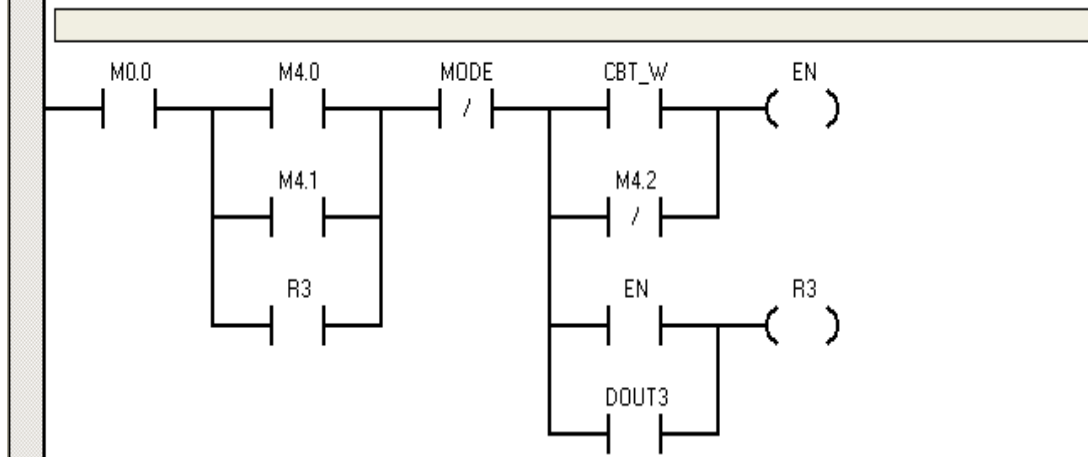 M0.0 M4.0 MODE CBT_W EN
/
M4.1 M4.2
/
R3 EN R3
DOUT3